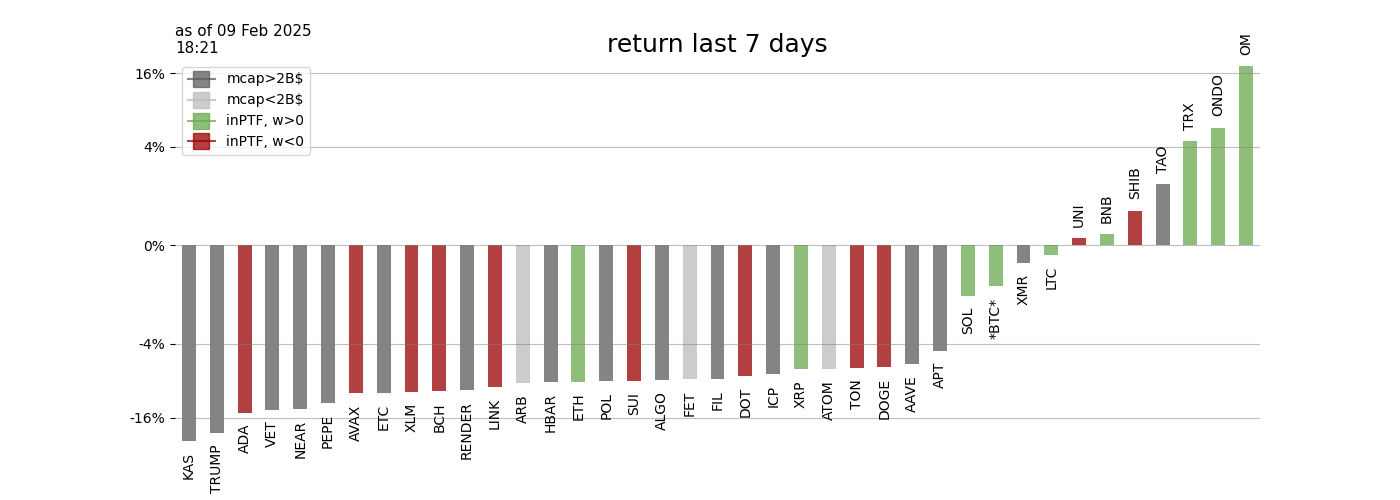 as of 09 Feb 2025
18:21
return last 7 days
mcap>2B$
mcap<2B$
inPTF, w>0
inPTF, w<0
16%
4%
0%
-4%
-16%
KAS
TRUMP
ADA
VET
NEAR
PEPE
AVAX
ETC
XLM
BCH
RENDER
LINK
ARB
HBAR
ETH
POL
SUI
ALGO
FET
FIL
DOT
ICP
XRP
ATOM
TON
DOGE
AAVE
APT
SOL
*BTC*
XMR
LTC
UNI
BNB
SHIB
TAO
TRX
ONDO
OM